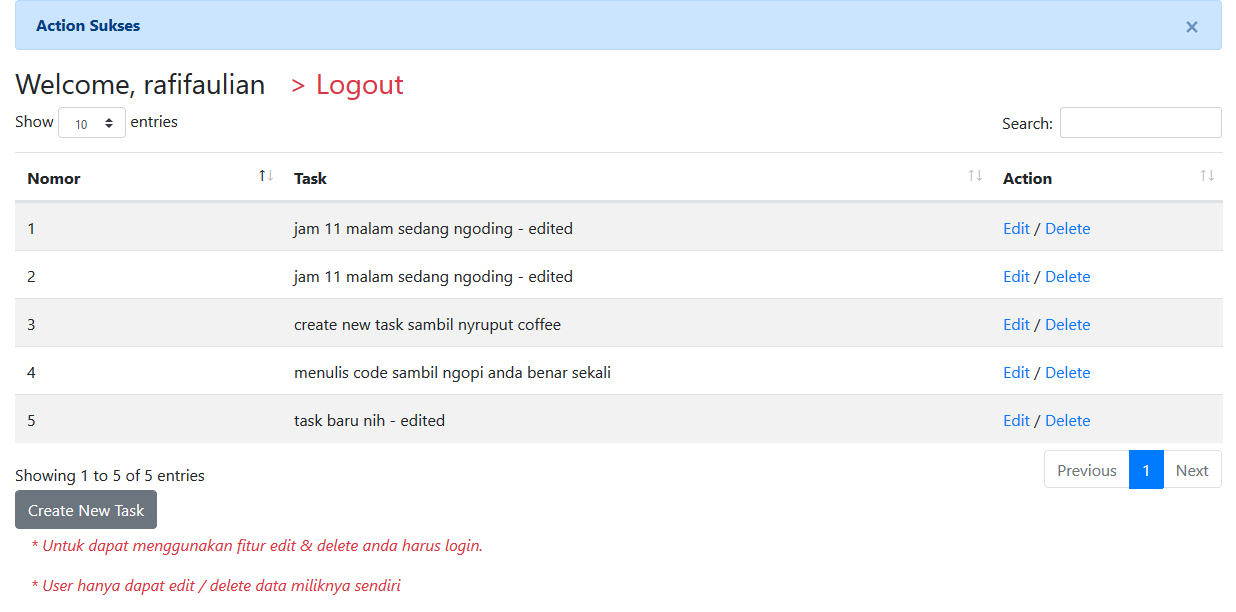 Action Sukses ×
Welcome, rafifaulian > Logout
Show 10 entries Search:
Nomor ↑↓ Task ↑↓ Action ↑↓
1 jam 11 malam sedang ngoding - edited Edit / Delete
2 jam 11 malam sedang ngoding - edited Edit / Delete
3 create new task sambil nyruput coffee Edit / Delete
4 menulis code sambil ngopi anda benar sekali Edit / Delete
5 task baru nih - edited Edit / Delete
Showing 1 to 5 of 5 entries Previous 1 Next
Create New Task
* Untuk dapat menggunakan fitur edit & delete anda harus login.
* User hanya dapat edit / delete data miliknya sendiri